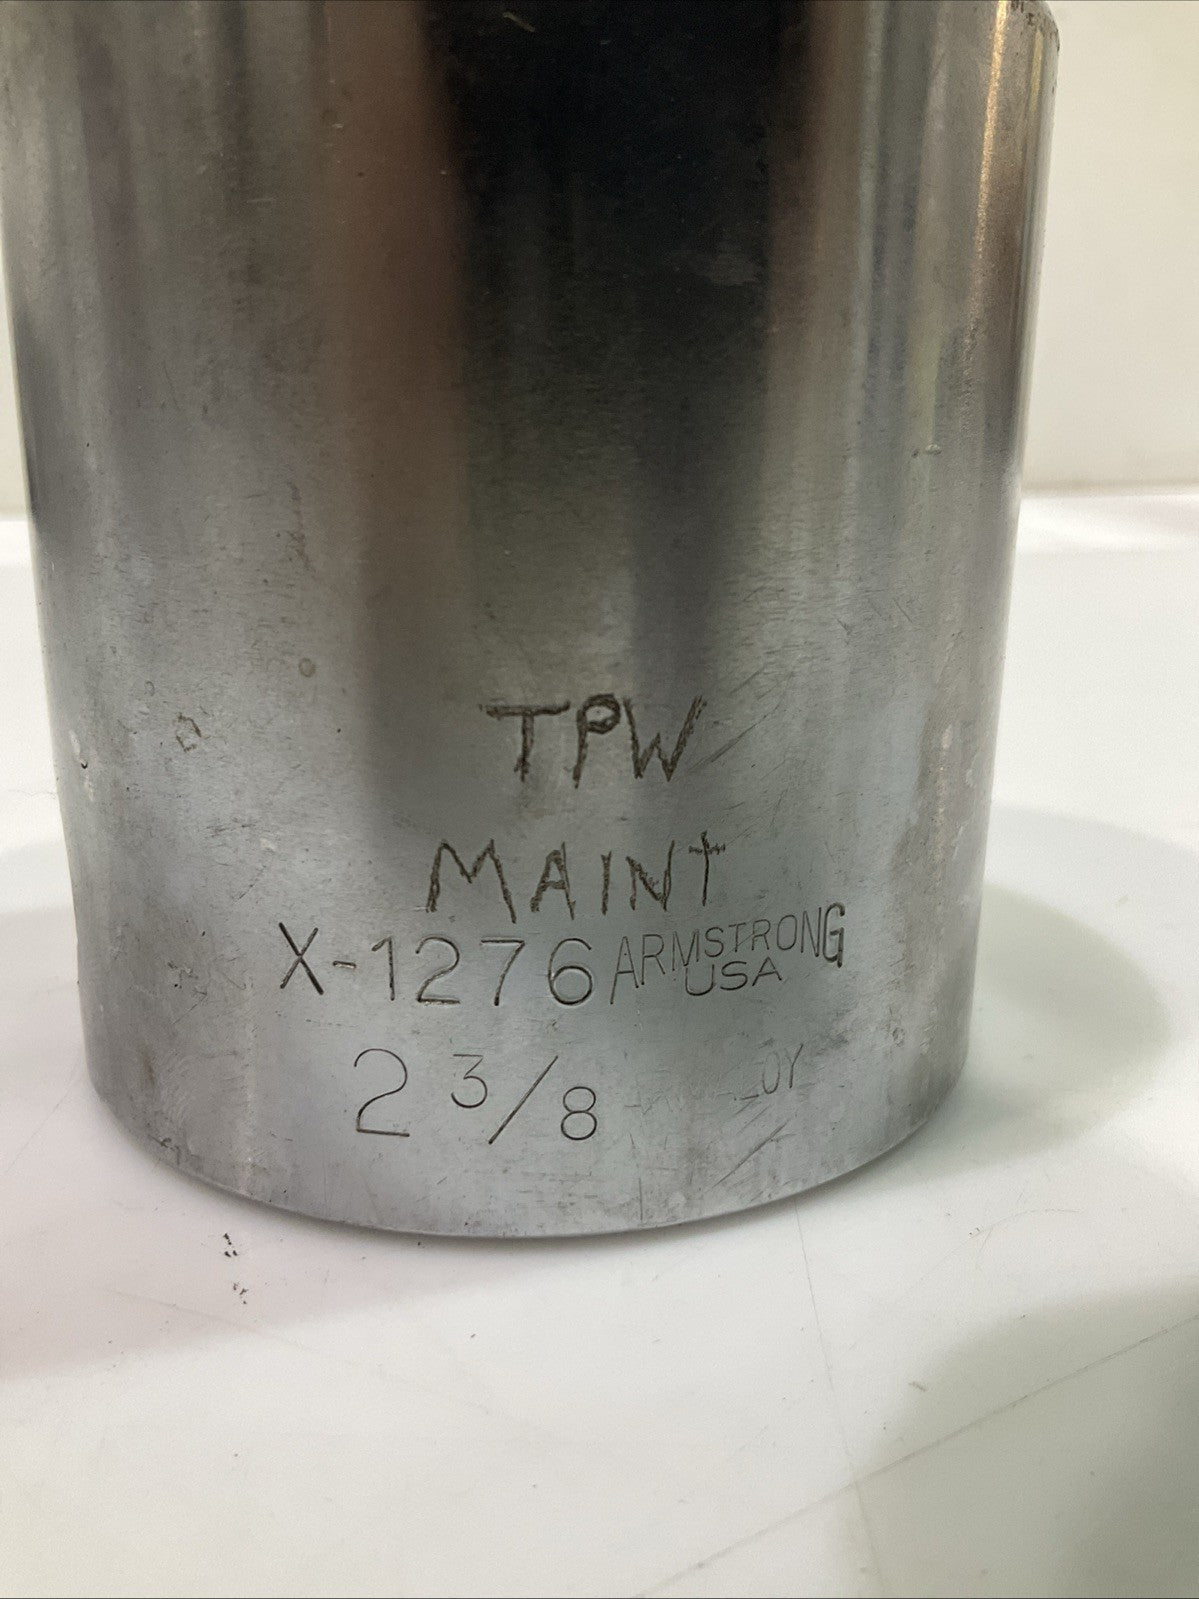 TPW
MAINT
X-1276 ARMSTRONG
USA
2 3/8